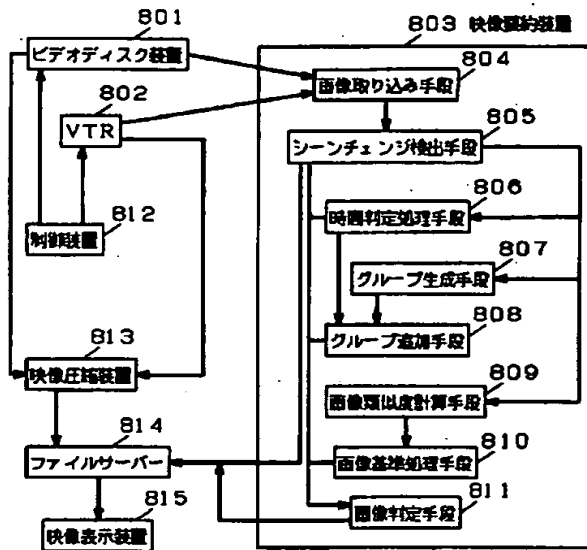 801
ビデオディスク装置
802
VTR
812
制御装置
813
映像圧縮装置
814
ファイルサーバー
815
映像表示装置
803 映像要約装置
804
画像取り込み手段
805
シーンチェンジ検出手段
806
時間判定処理手段
807
グループ生成手段
808
グループ追加手段
809
画像類似度計算手段
810
画像基準処理手段
811
画像判定手段